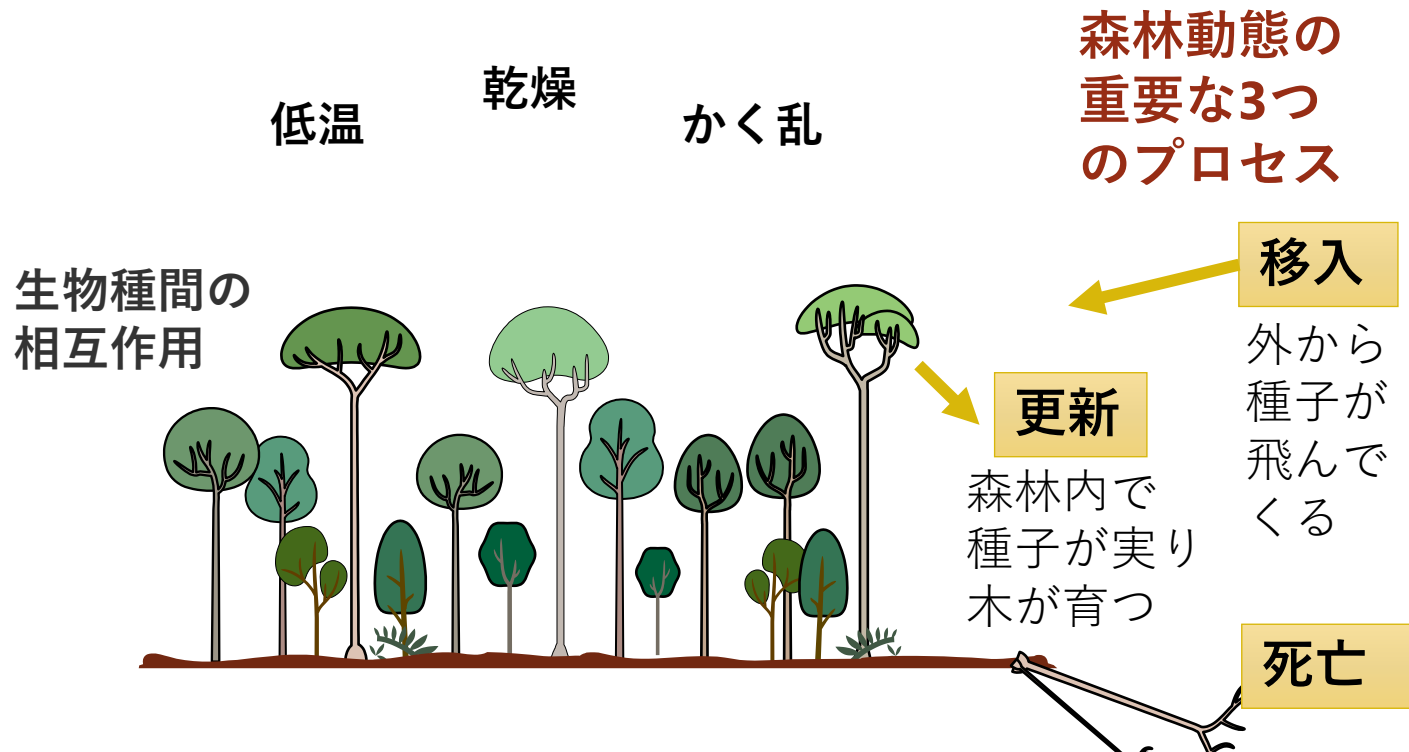 森林動態の
重要な3つ
のプロセス
低温
乾燥
かく乱
生物種間の
相互作用
移入
外から
種子が
飛んで
くる
更新
森林内で
種子が実り
木が育つ
死亡